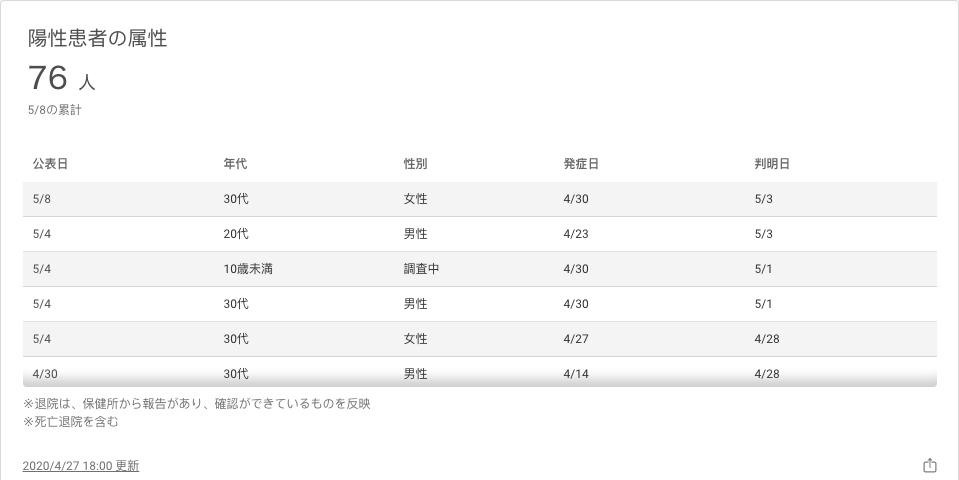 陽性患者の属性
76 人
5/8の累計
公表日 年代 性別 発症日 判明日
5/8 30代 女性 4/30 5/3
5/4 20代 男性 4/23 5/3
5/4 10歳未満 調査中 4/30 5/1
5/4 30代 男性 4/30 5/1
5/4 30代 女性 4/27 4/28
4/30 30代 男性 4/14 4/28
※退院は、保健所から報告があり、確認ができているものを反映
※死亡退院を含む
2020/4/27 18:00 更新